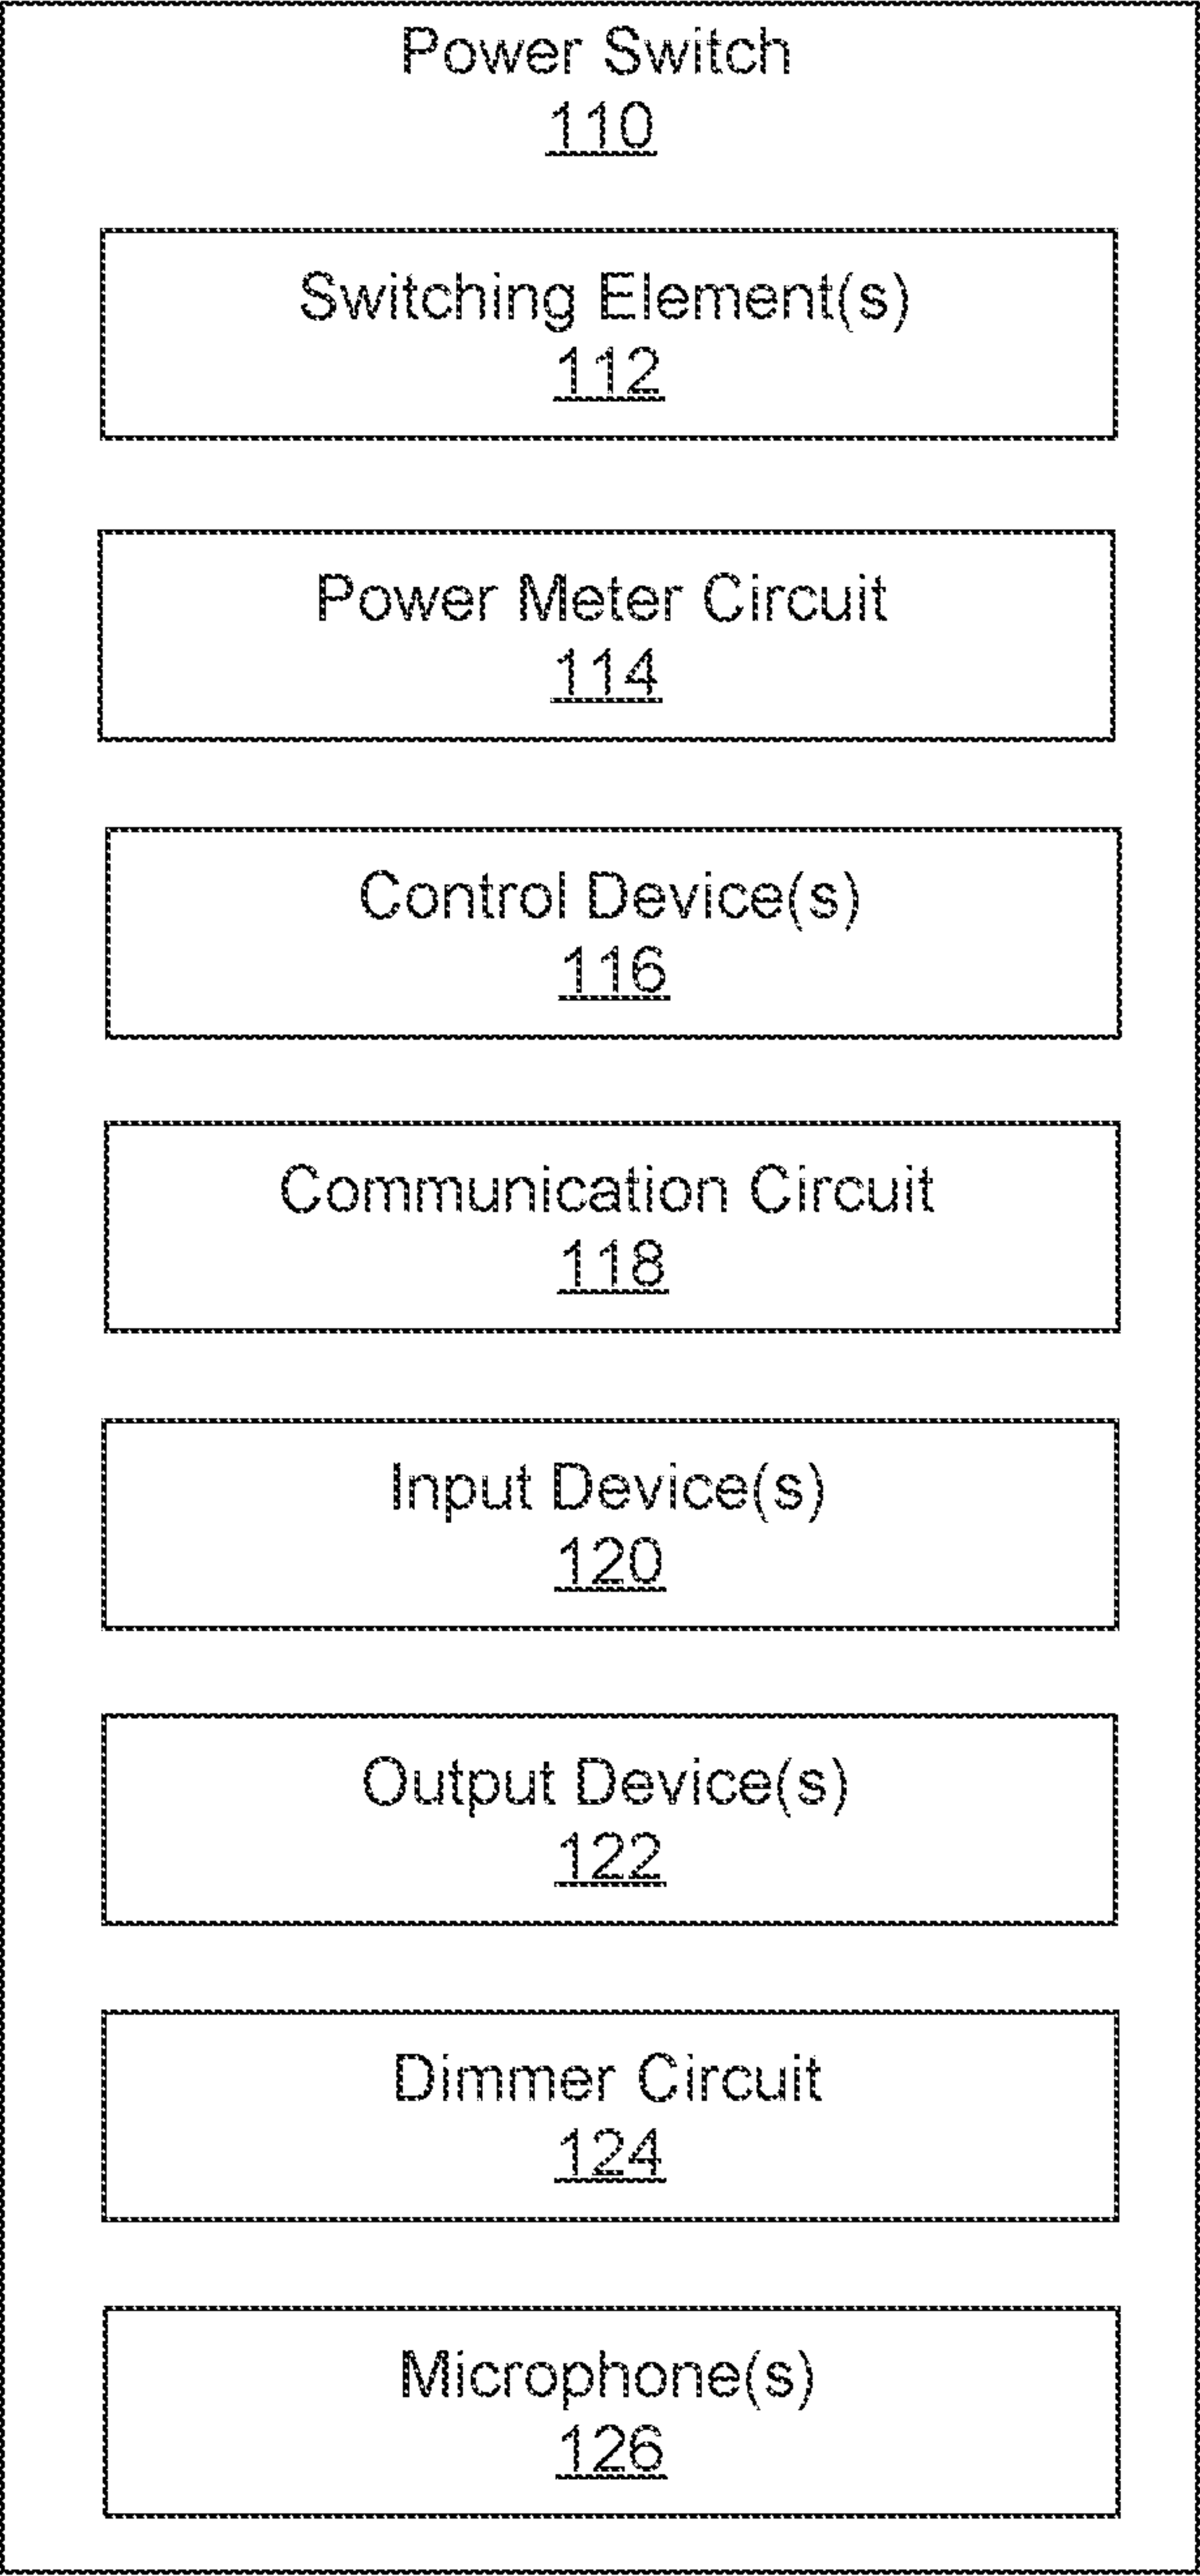 Power Switch
110
Switching Element(s)
112
Power Meter Circuit
114
Control Device(s)
116
Communication Circuit
118
Input Device(s)
120
Output Device(s)
122
Dimmer Circuit
124
Microphone(s)
126